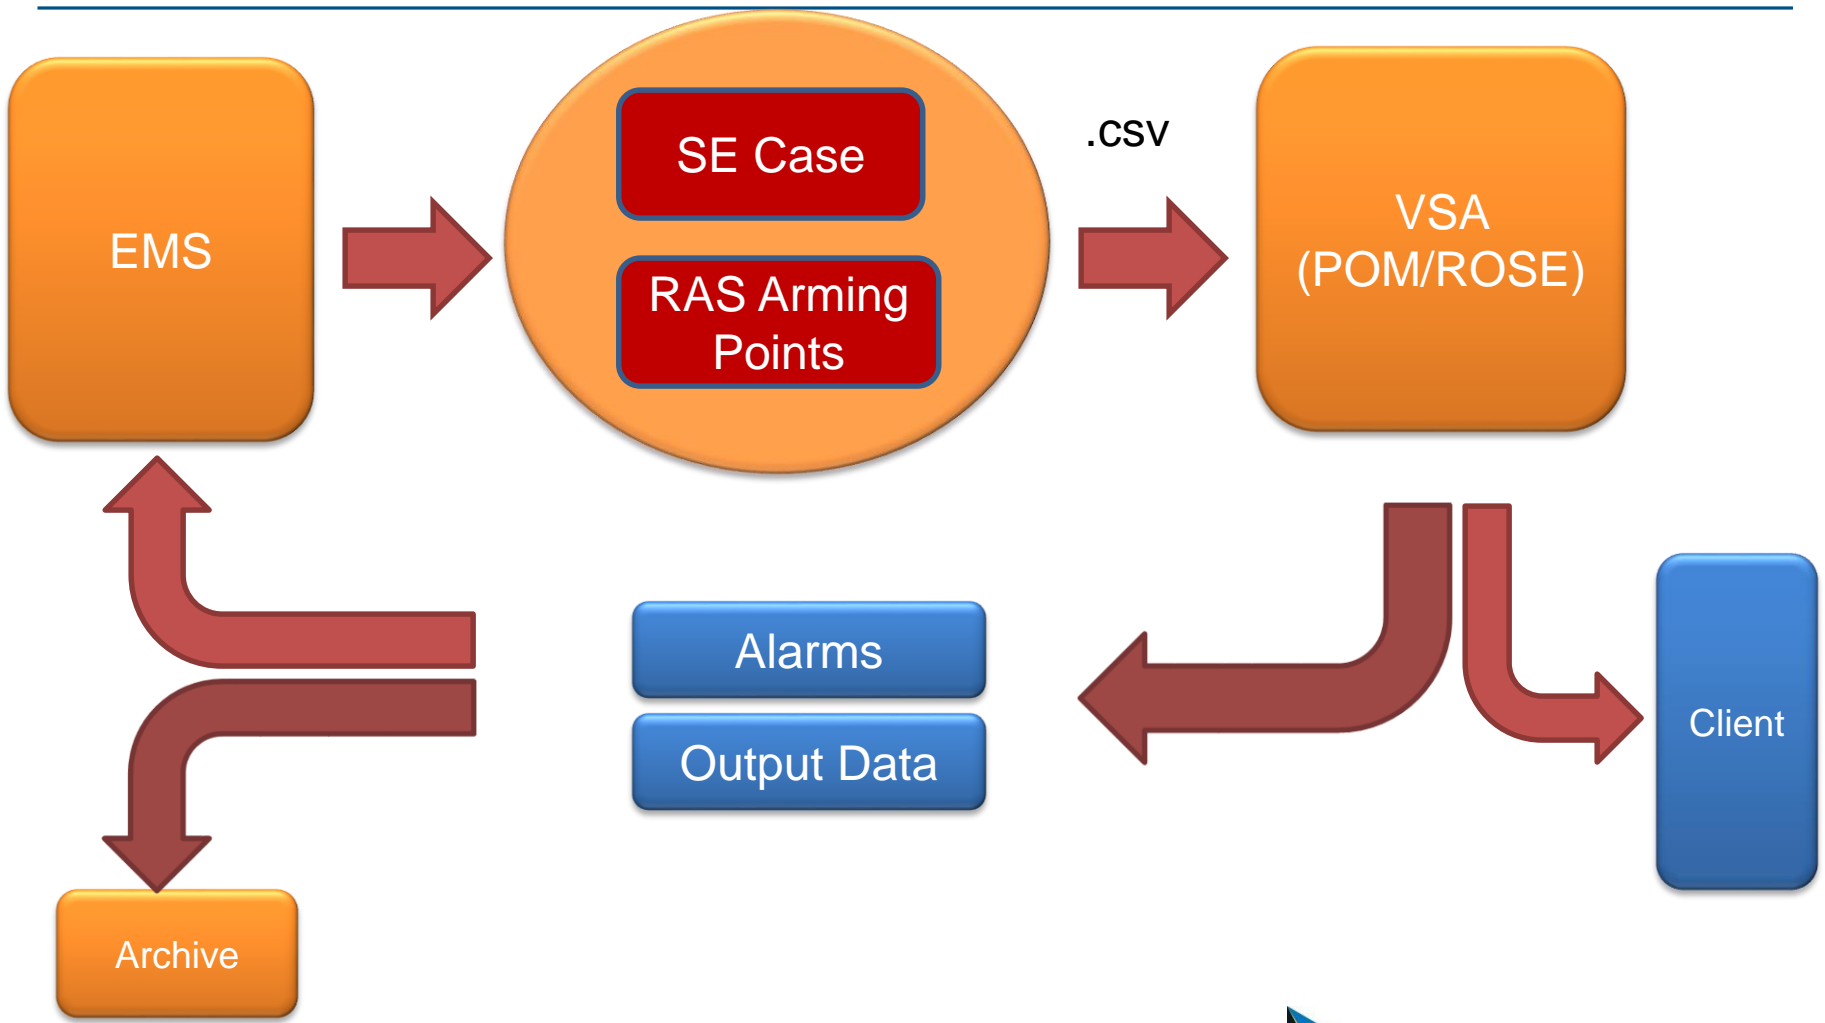 EMS
SE Case
RAS Arming
Points
.csv
VSA
(POM/ROSE)
Alarms
Output Data
Client
Archive